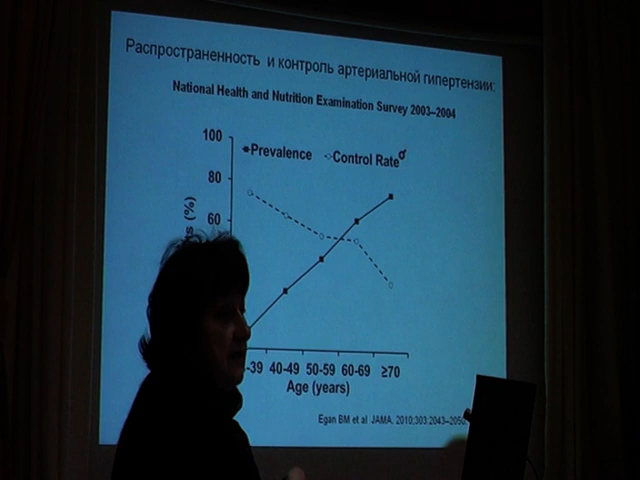 Распространенность и контроль артериальной гипертензии:
National Health and Nutrition Examination Survey 2003–2004
100
Prevalence Control Rate♂
80
60
(%)
-39 40-49 50-59 60-69 ≥70
Age (years)
Egan BM et al JAMA. 2010;303:2043–2050